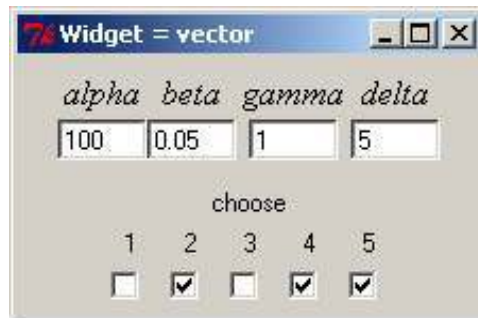 Widget = vector
alpha beta gamma delta
100 0.05 1 5
choose
1 2 3 4 5